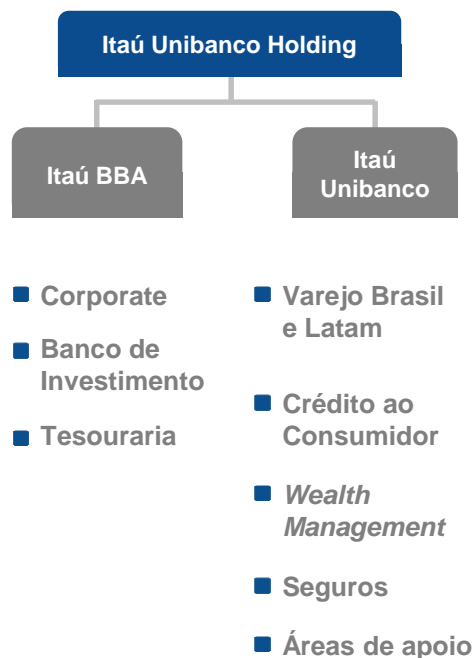 Itaú Unibanco Holding
Itaú BBA
Itaú
Unibanco
Corporate
Banco de
Investimento
Tesouraria
Varejo Brasil
e Latam
Crédito ao
Consumidor
Wealth
Management
Seguros
Áreas de apoio